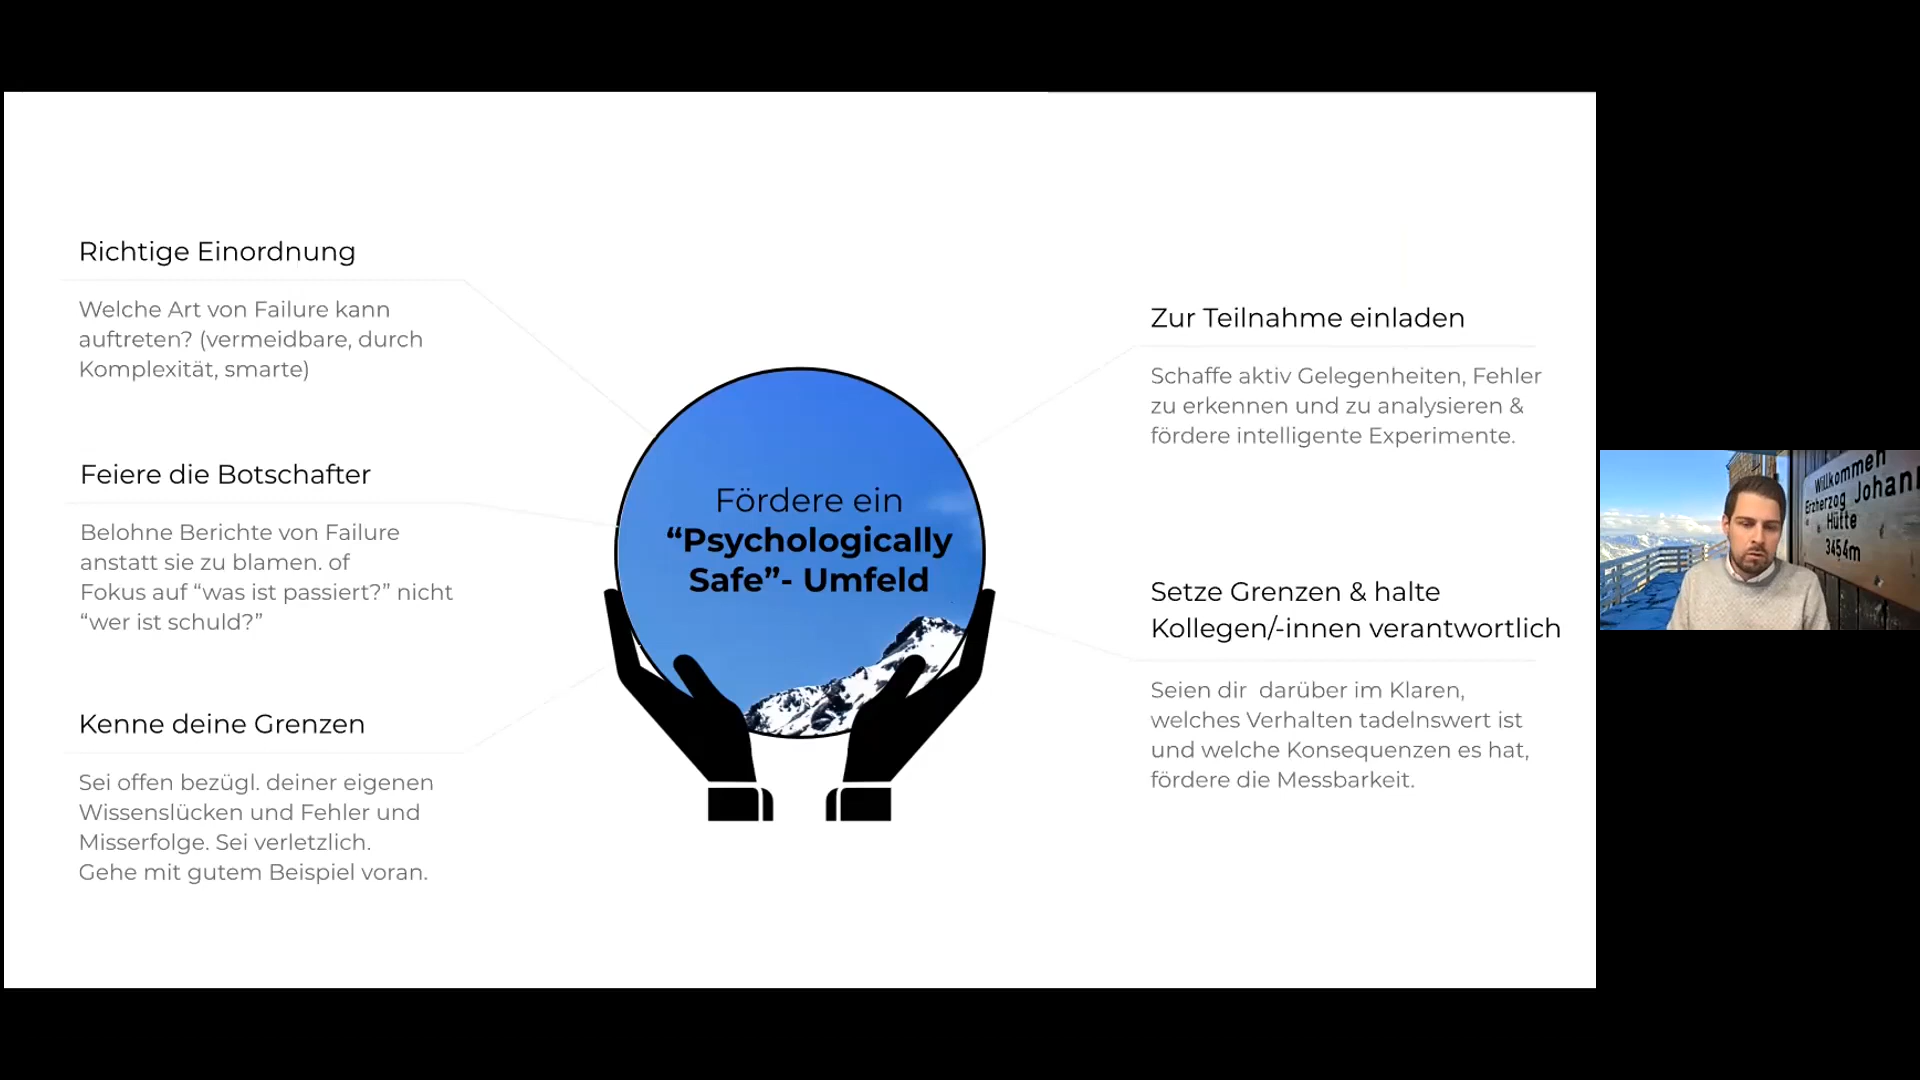 Richtige Einordnung
Welche Art von Failure kann
auftreten? (vermeidbare, durch
Komplexität, smarte)
Feiere die Botschafter
Belohne Berichte von Failure
anstatt sie zu blamen. of
Fokus auf “was ist passiert?” nicht
“wer ist schuld?”
Kenne deine Grenzen
Sei offen bezügl. deiner eigenen
Wissenslücken und Fehler und
Misserfolge. Sei verletzlich.
Gehe mit gutem Beispiel voran.
Fördere ein
“Psychologically
Safe”- Umfeld
Zur Teilnahme einladen
Schaffe aktiv Gelegenheiten, Fehler
zu erkennen und zu analysieren &
fördere intelligente Experimente.
Setze Grenzen & halte
Kollegen/-innen verantwortlich
Seien dir  darüber im Klaren,
welches Verhalten tadelnswert ist
und welche Konsequenzen es hat,
fördere die Messbarkeit.
Willkommen
Erzherzog Johann
Hütte
3454m